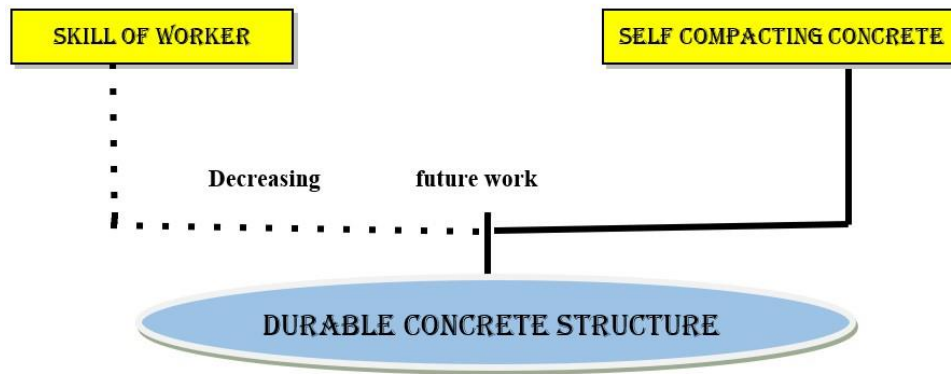 SKILL OF WORKER
SELF COMPACTING CONCRETE
Decreasing
future work
DURABLE CONCRETE STRUCTURE